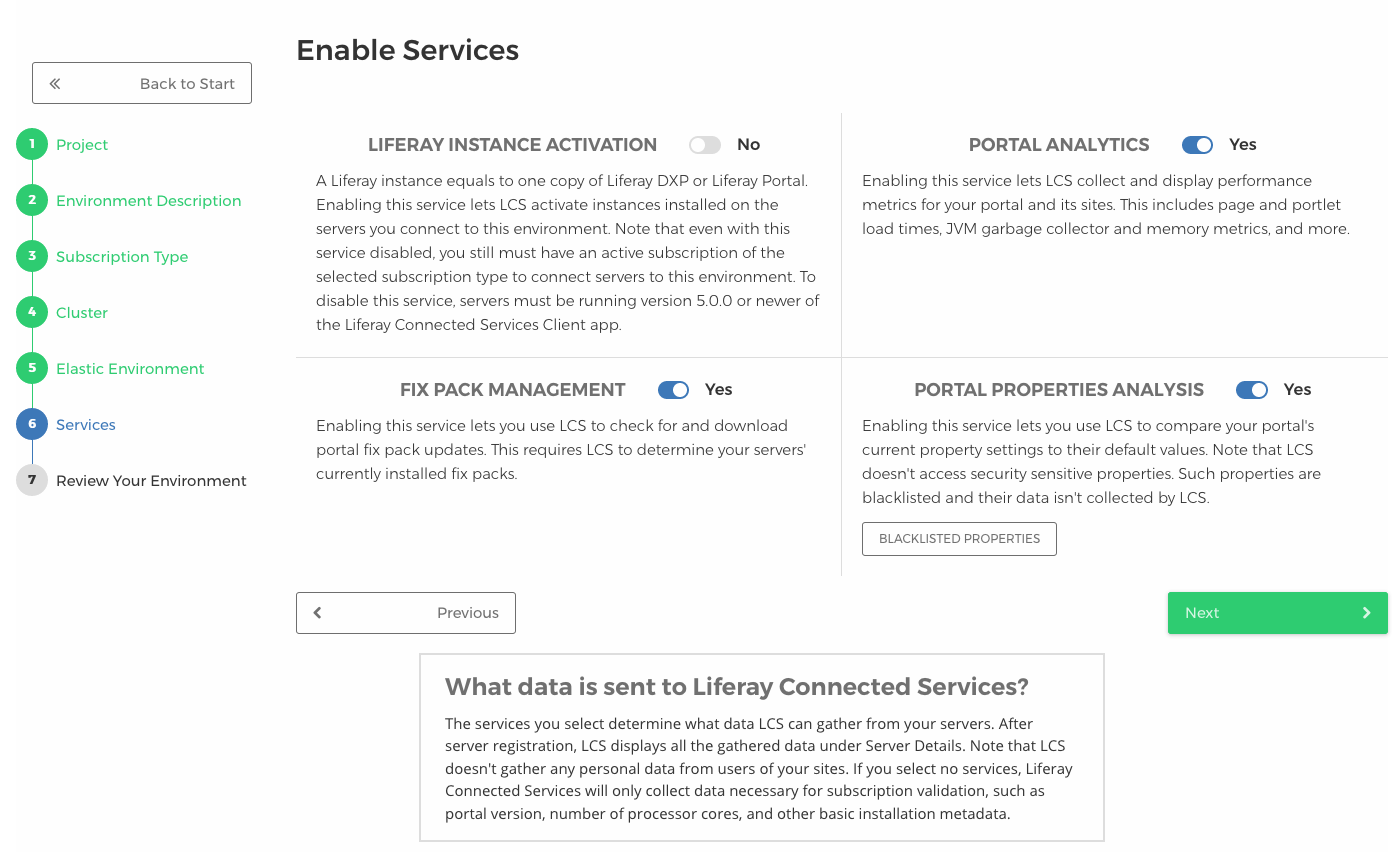 Enable Services
Back to Start
1 Project
2 Environment Description
3 Subscription Type
4 Cluster
5 Elastic Environment
6 Services
7 Review Your Environment
LIFERAY INSTANCE ACTIVATION No
A Liferay instance equals to one copy of Liferay DXP or Liferay Portal.
Enabling this service lets LCS activate instances installed on the
servers you connect to this environment. Note that even with this
service disabled, you still must have an active subscription of the
selected subscription type to connect servers to this environment. To
disable this service, servers must be running version 5.0.0 or newer of
the Liferay Connected Services Client app.
PORTAL ANALYTICS Yes
Enabling this service lets LCS collect and display performance
metrics for your portal and its sites. This includes page and portlet
load times, JVM garbage collector and memory metrics, and more.
FIX PACK MANAGEMENT Yes
Enabling this service lets you use LCS to check for and download
portal fix pack updates. This requires LCS to determine your servers'
currently installed fix packs.
PORTAL PROPERTIES ANALYSIS Yes
Enabling this service lets you use LCS to compare your portal's
current property settings to their default values. Note that LCS
doesn't access security sensitive properties. Such properties are
blacklisted and their data isn't collected by LCS.
BLACKLISTED PROPERTIES
Previous
Next
What data is sent to Liferay Connected Services?
The services you select determine what data LCS can gather from your servers. After
server registration, LCS displays all the gathered data under Server Details. Note that LCS
doesn't gather any personal data from users of your sites. If you select no services, Liferay
Connected Services will only collect data necessary for subscription validation, such as
portal version, number of processor cores, and other basic installation metadata.